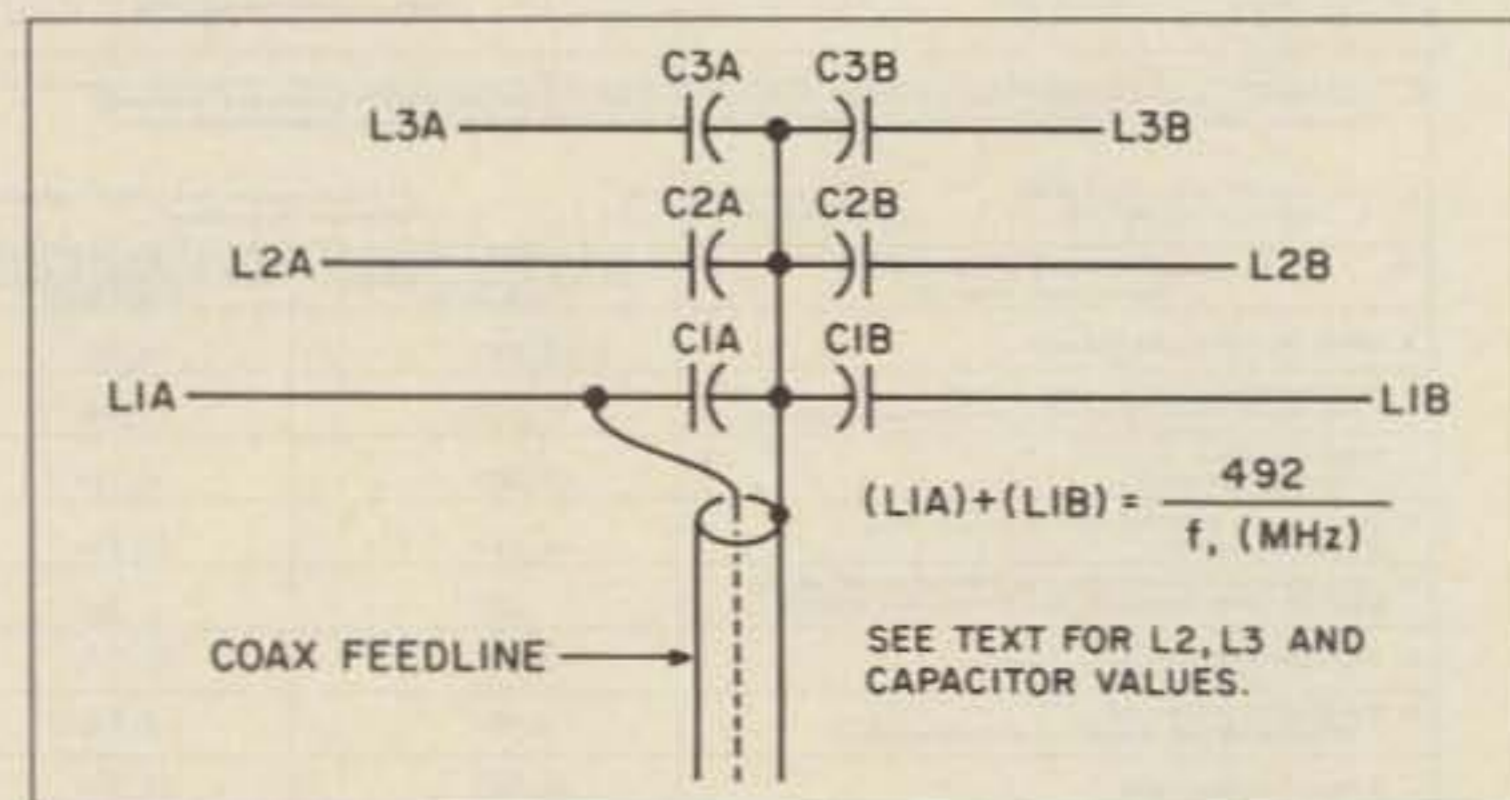 C3A C3B
L3A L3B
C2A C2B
L2A L2B
C1A C1B
L1A L1B
(L1A)+(L1B) = 492
f, (MHz)
COAX FEEDLINE
SEE TEXT FOR L2, L3 AND
CAPACITOR VALUES.